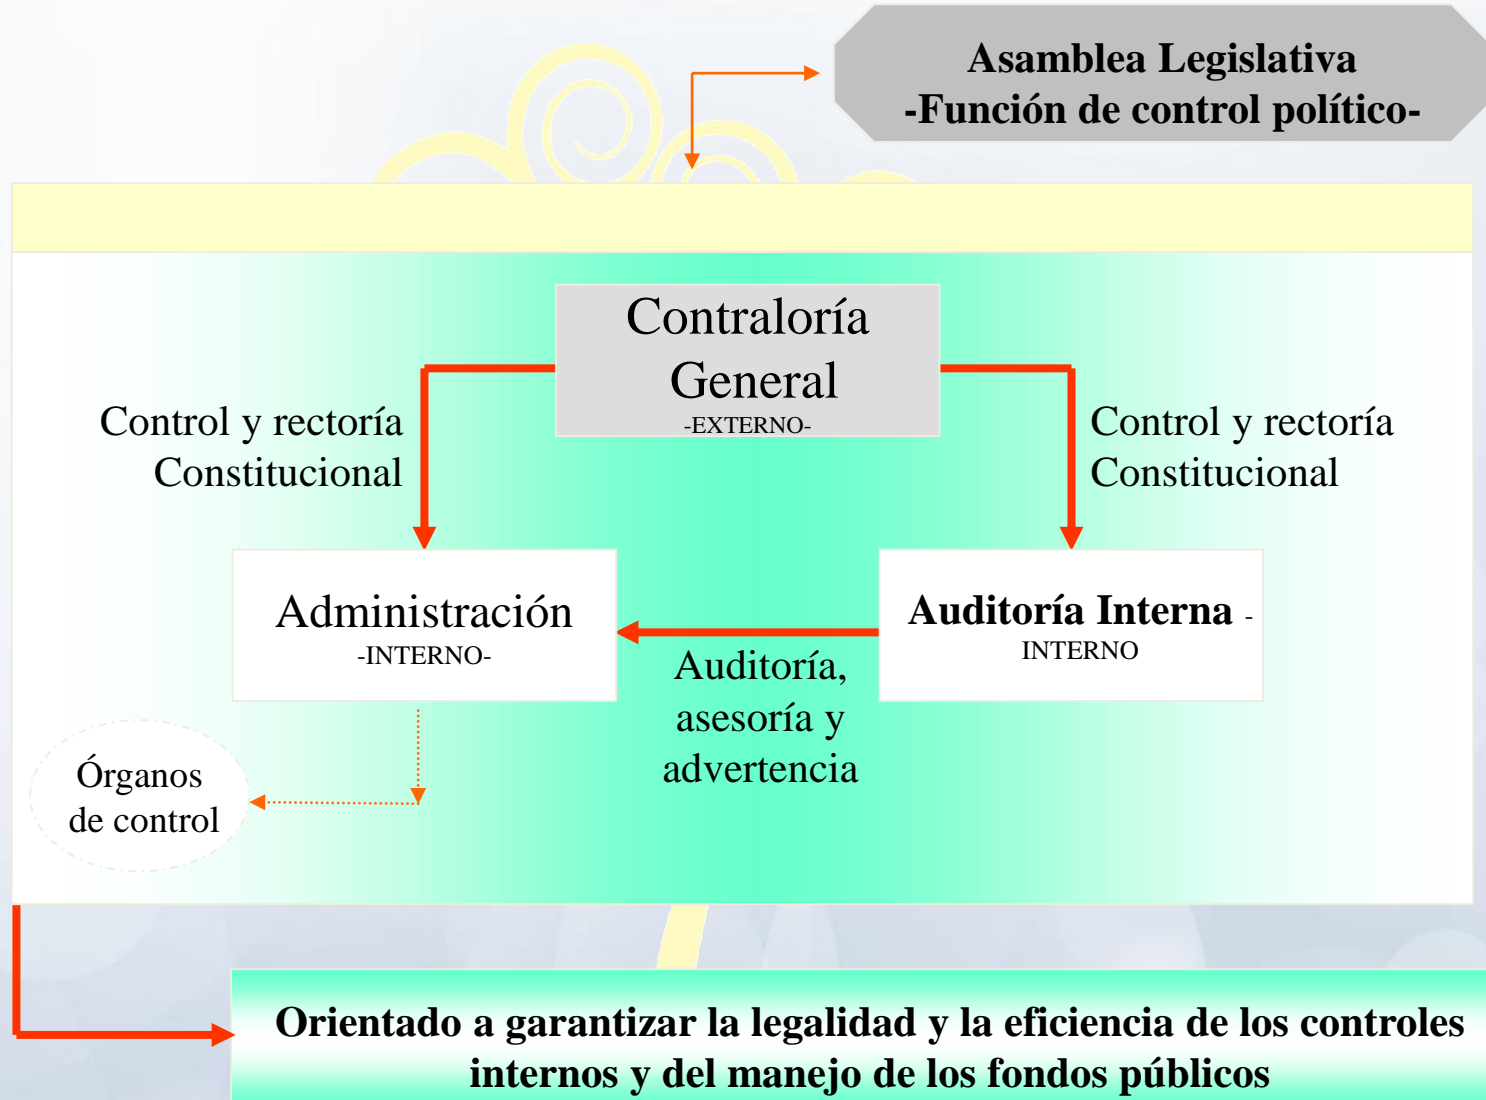 Asamblea Legislativa
-Función de control político-
Contraloría
General
-EXTERNO-
Control y rectoría
Constitucional
Control y rectoría
Constitucional
Administración
-INTERNO-
Auditoría Interna -
INTERNO
Auditoría,
asesoría y
advertencia
Órganos
de control
Orientado a garantizar la legalidad y la eficiencia de los controles
internos y del manejo de los fondos públicos